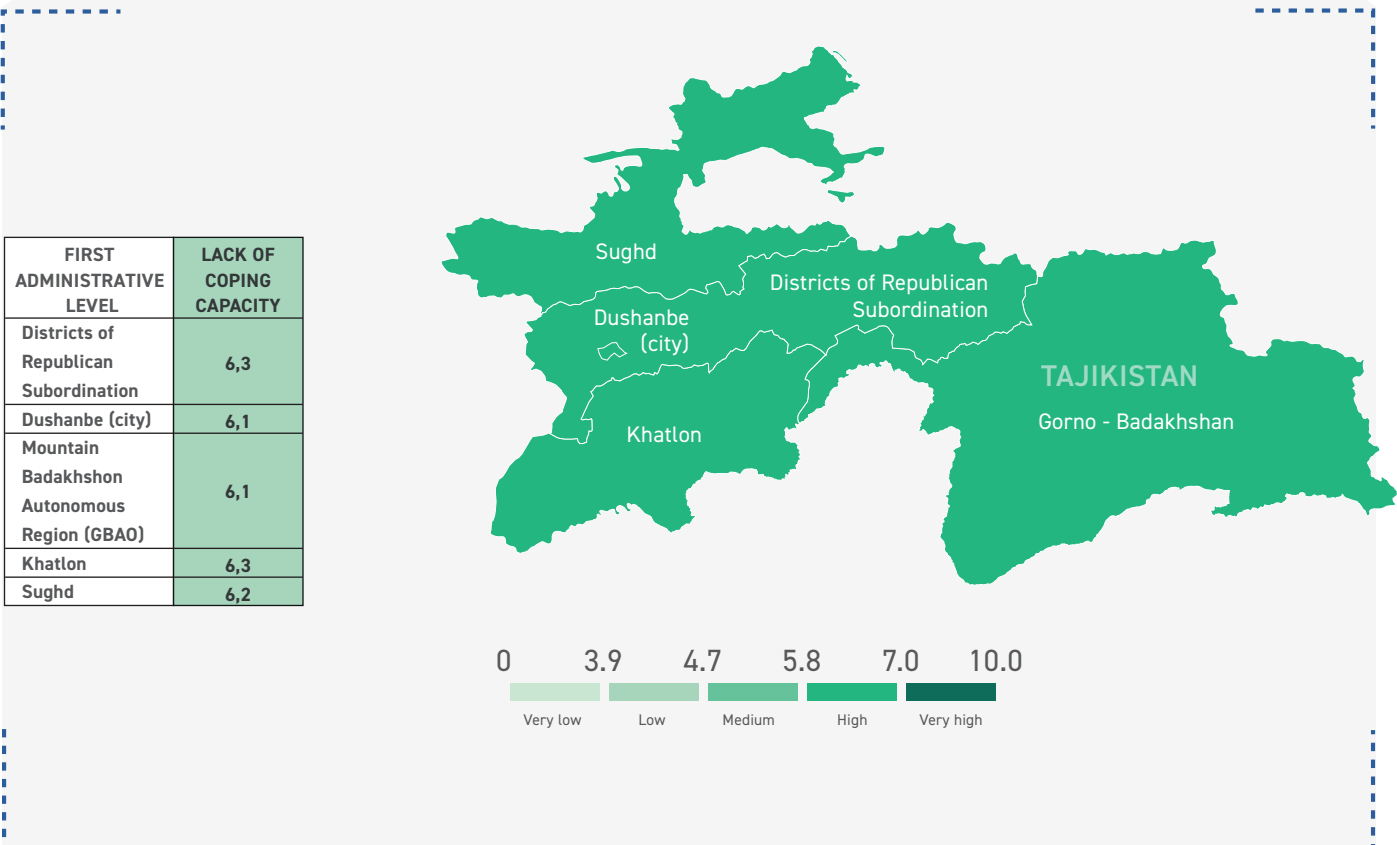 FIRST
ADMINISTRATIVE
LEVEL
LACK OF
COPING
CAPACITY
Districts of
Republican
Subordination
6,3
Dushanbe (city)
6,1
Mountain
Badakhshon
Autonomous
Region (GBAO)
6,1
Khatlon
6,3
Sughd
6,2
Sughd
Districts of Republican
Subordination
Dushanbe
(city)
TAJIKISTAN
Gorno - Badakhshan
Khatlon
0 3.9 4.7 5.8 7.0 10.0
Very low Low Medium High Very high